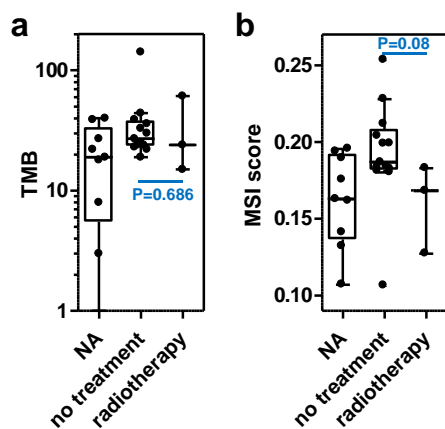 a
TMB
100
10
1
P=0.686
NA
no treatment
radiotherapy
b
MSI score
0.25
0.20
0.15
0.10
P=0.08
NA
no treatment
radiotherapy